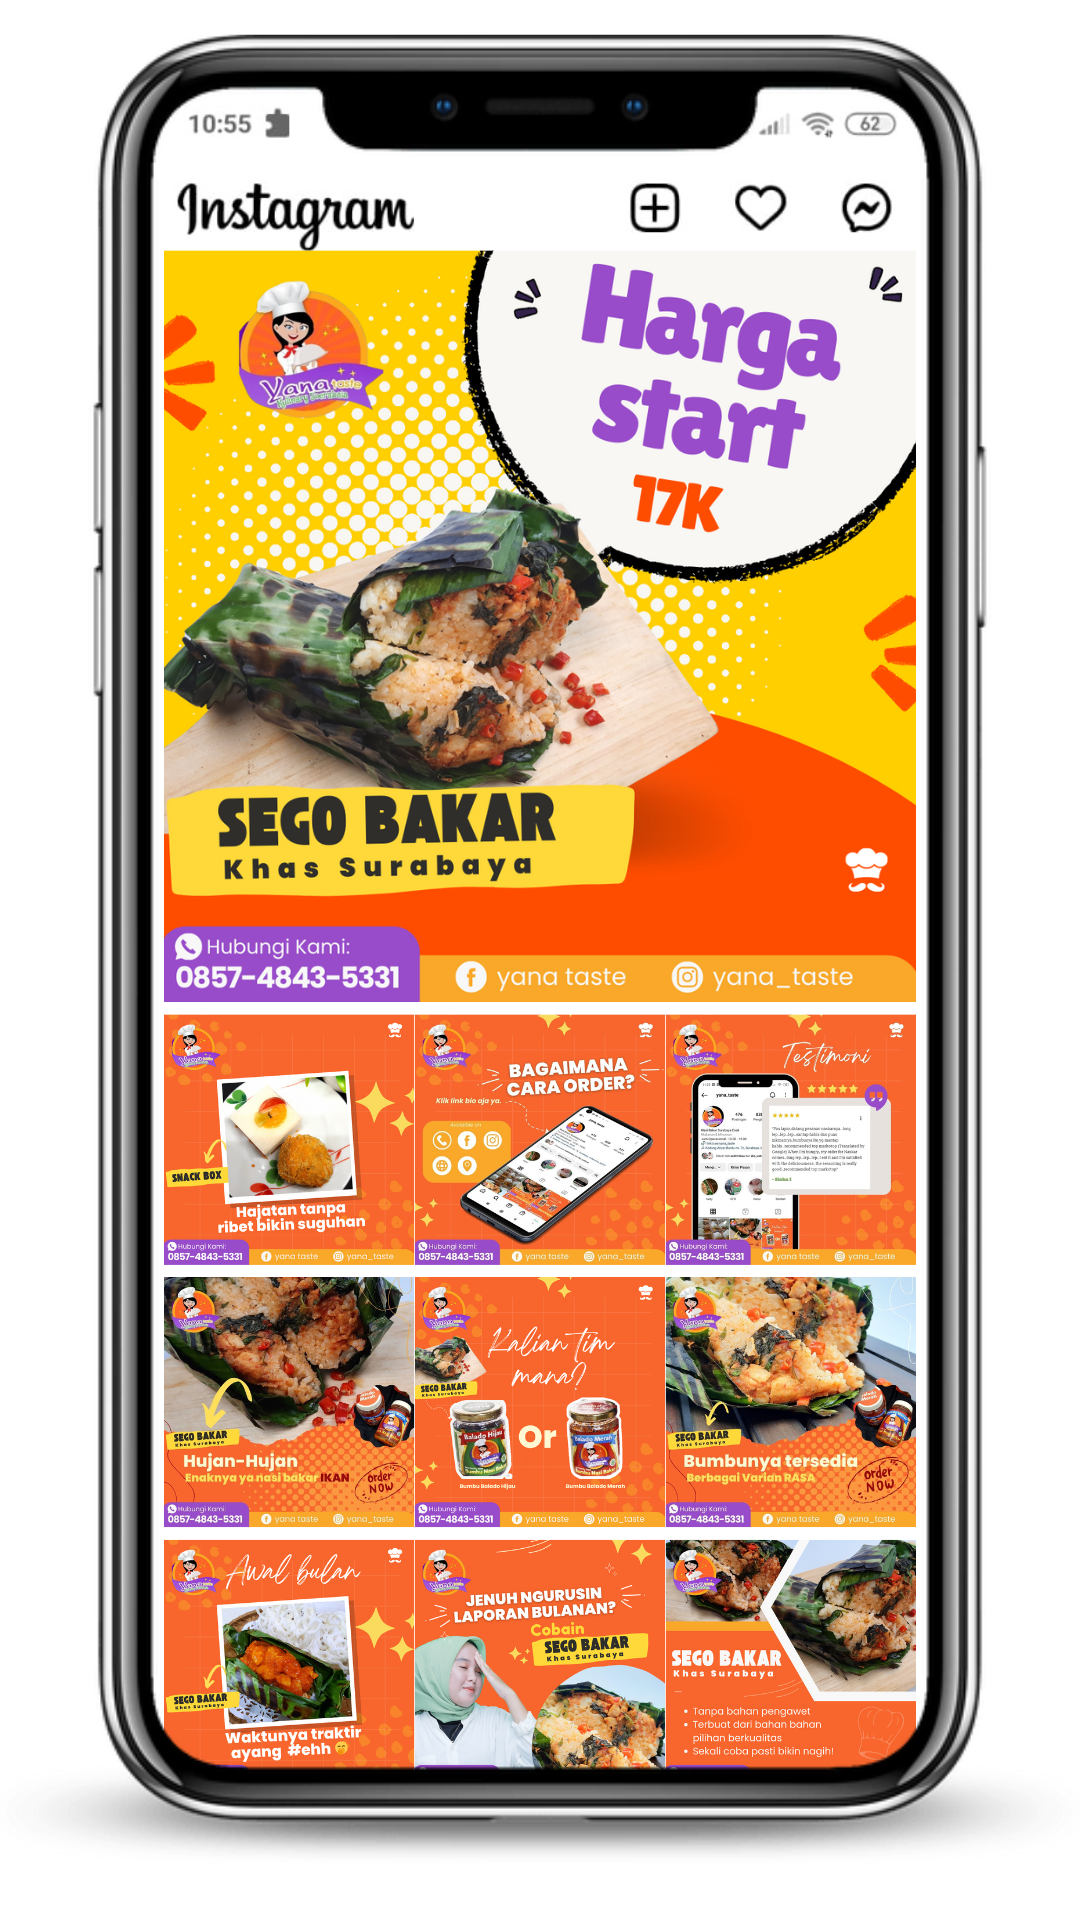 10:55
62
Instagram
Yana taste
Harga
start
17K
SEGO BAKAR
Khas Surabaya
Hubungi Kami:
0857-4843-5331
yana taste
yana_taste
SNACK BOX
Hajatan tanpa
ribet bikin suguhan
Hubungi Kami:
0857-4843-5331
yana taste
yana_taste
BAGAIMANA
CARA ORDER?
Klik link bio aja ya.
Hubungi Kami:
0857-4843-5331
yana taste
yana_taste
Testimoni
yana_taste
Hubungi Kami:
0857-4843-5331
yana taste
yana_taste
SEGO BAKAR
Khas Surabaya
Hujan-Hujan
Enaknya ya nasi bakar IKAN
Order
NOW
Hubungi Kami:
0857-4843-5331
yana taste
yana_taste
Kalian tim
mana?
SEGO BAKAR
Khas Surabaya
Balado Hijau
Or
Balado Merah
Bumbu Balado Hijau
Bumbu Balado Merah
Hubungi Kami:
0857-4843-5331
yana taste
yana_taste
SEGO BAKAR
Khas Surabaya
Bumbunya tersedia
Berbagai Varian RASA
Order
NOW
Hubungi Kami:
0857-4843-5331
yana taste
yana_taste
Awal bulan
SEGO BAKAR
Khas Surabaya
Waktunya traktir
ayang #ehh 🤭
JENUH NGURUSIN
LAPORAN BULANAN?
Cobain
SEGO BAKAR
Khas Surabaya
SEGO BAKAR
Khas Surabaya
• Tanpa bahan pengawet
• Terbuat dari bahan bahan
pilihan berkualitas
• Sekali coba pasti bikin nagih!